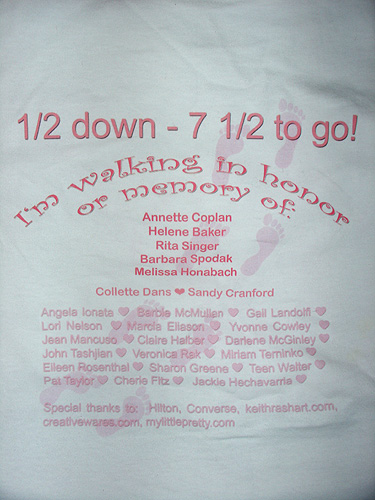 1/2 down - 7 1/2 to go!
I'm walking in honor
or memory of:
Annette Coplan
Helene Baker
Rita Singer
Barbara Spodak
Melissa Honabach
Collette Dans ❤ Sandy Cranford
Angela Ionata ❤ Barbie McMullen ❤ Gail Landolfi ❤
Lori Nelson ❤ Marcia Eliason ❤ Yvonne Cowley ❤
Jean Mancuso ❤ Claire Halber ❤ Darlene McGinley ❤
John Tashjian ❤ Veronica Rak ❤ Miriam Terninko ❤
Eileen Rosenthal ❤ Sharon Greene ❤ Teen Walter ❤
Pat Taylor ❤ Cherie Fitz ❤ Jackie Hechavarria ❤
Special thanks to: Hilton, Converse, keithrashart.com,
creativewares.com, mylittlepretty.com